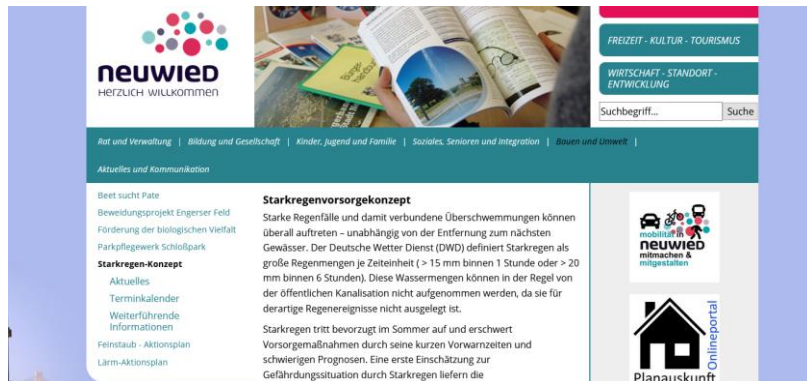 neuwied
HERZLICH WILLKOMMEN
Bürger-
handbuch
FREIZEIT - KULTUR - TOURISMUS
WIRTSCHAFT - STANDORT -
ENTWICKLUNG
Suchbegriff... Suche
Rat und Verwaltung | Bildung und Gesellschaft | Kinder, Jugend und Familie | Soziales, Senioren und Integration | Bauen und Umwelt |
Aktuelles und Kommunikation
Beet sucht Pate
Beweidungsprojekt Engerser Feld
Förderung der biologischen Vielfalt
Parkpflegewerk Schloßpark
Starkregen-Konzept
Aktuelles
Terminkalender
Weiterführende
Informationen
Feinstaub - Aktionsplan
Lärm-Aktionsplan
Starkregenvorsorgekonzept
Starke Regenfälle und damit verbundene Überschwemmungen können
überall auftreten – unabhängig von der Entfernung zum nächsten
Gewässer. Der Deutsche Wetter Dienst (DWD) definiert Starkregen als
große Regenmengen je Zeiteinheit ( > 15 mm binnen 1 Stunde oder > 20
mm binnen 6 Stunden). Diese Wassermengen können in der Regel von
der öffentlichen Kanalisation nicht aufgenommen werden, da sie für
derartige Regenereignisse nicht ausgelegt ist.
Starkregen tritt bevorzugt im Sommer auf und erschwert
Vorsorgemaßnahmen durch seine kurzen Vorwarnzeiten und
schwierigen Prognosen. Eine erste Einschätzung zur
Gefährdungssituation durch Starkregen liefern die
mobilität in
neuwied
mitmachen &
mitgestalten
Planauskunft
Onlineportal